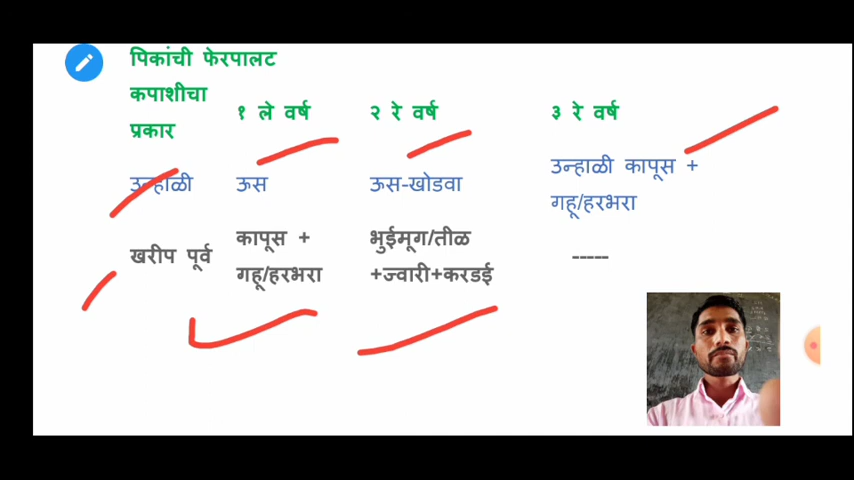 पिकांची फेरपालट
कपाशीचा
प्रकार
१ ले वर्ष
२ रे वर्ष
३ रे वर्ष
उन्हाळी
ऊस
ऊस-खोडवा
उन्हाळी कापूस +
गहू/हरभरा
खरीप पूर्व
कापूस +
गहू/हरभरा
भुईमूग/तीळ
+ज्वारी+करडई
-----